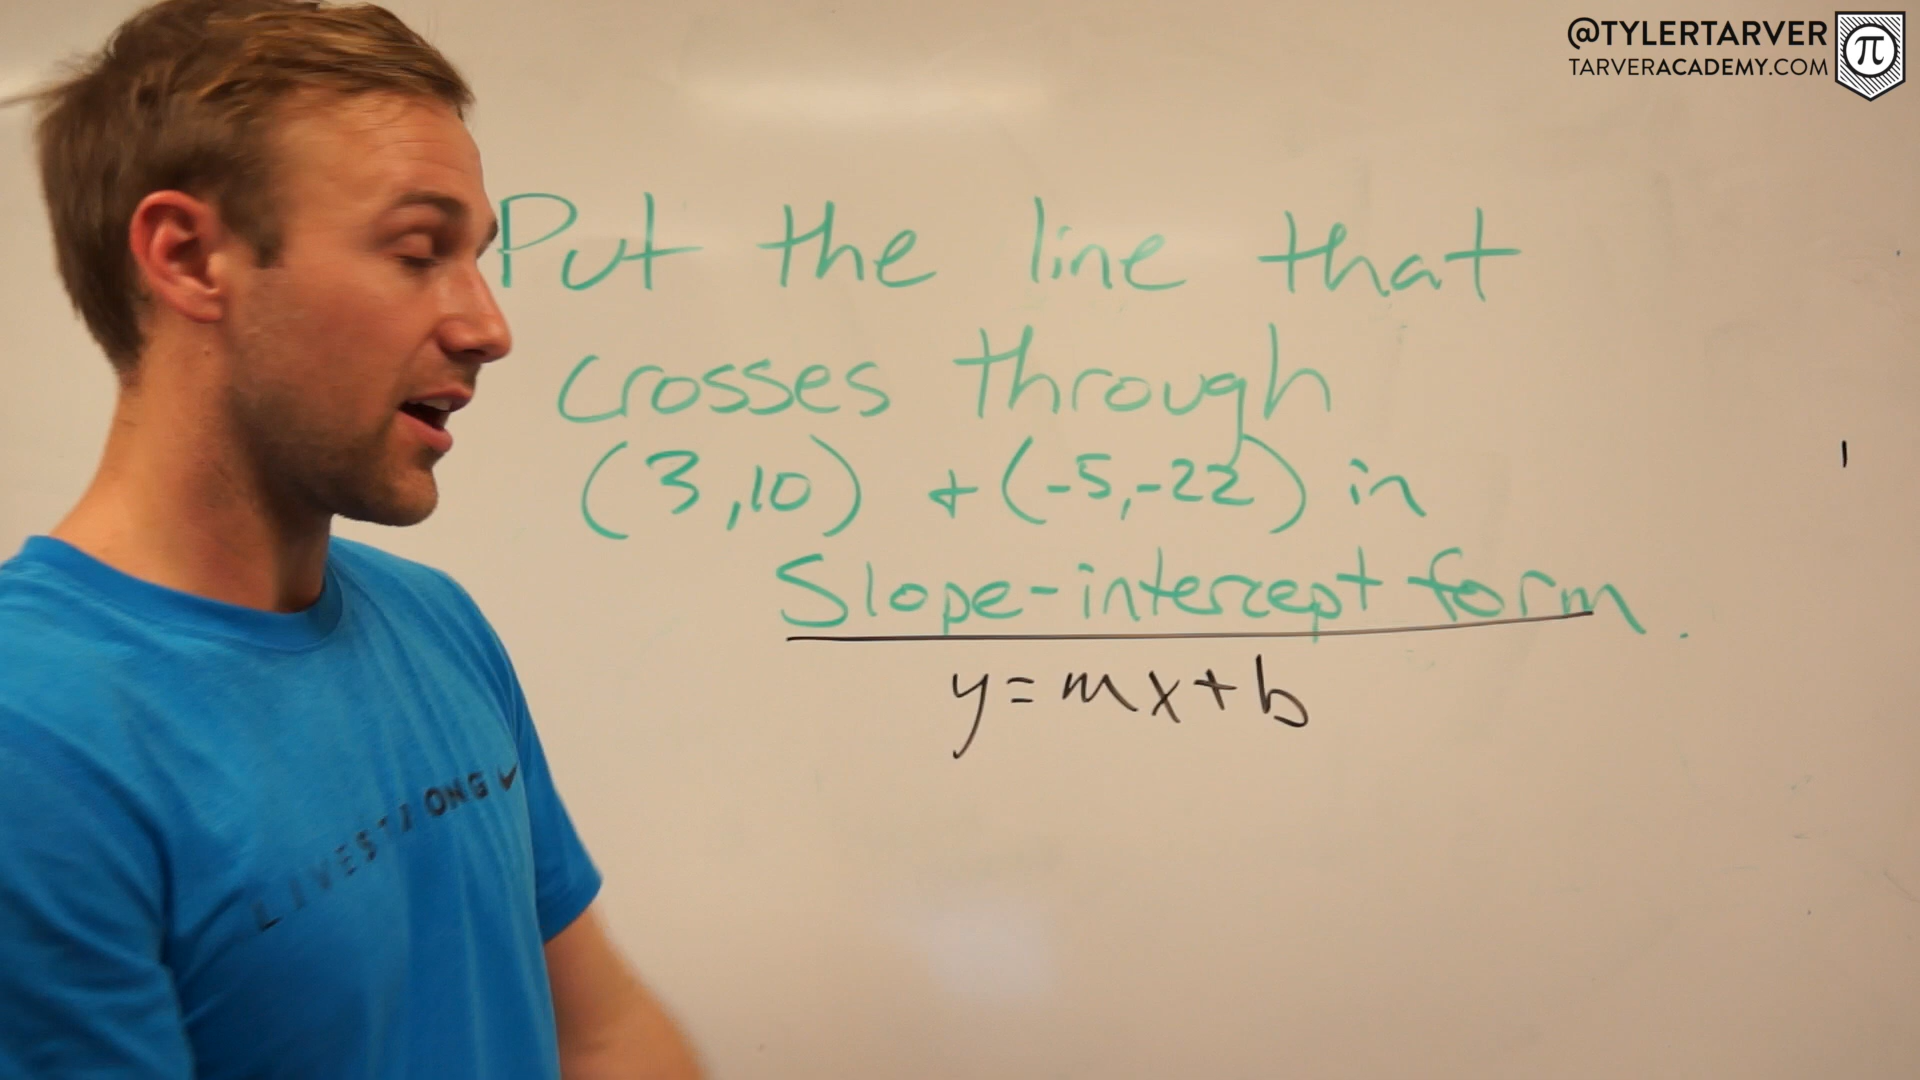 @TYLERTARVER
TARVERACADEMY.COM
π
Put the line that
crosses through
(3,10) + (-5,-22) in
Slope-intercept form.
y=mx+b
LIVESTRONG